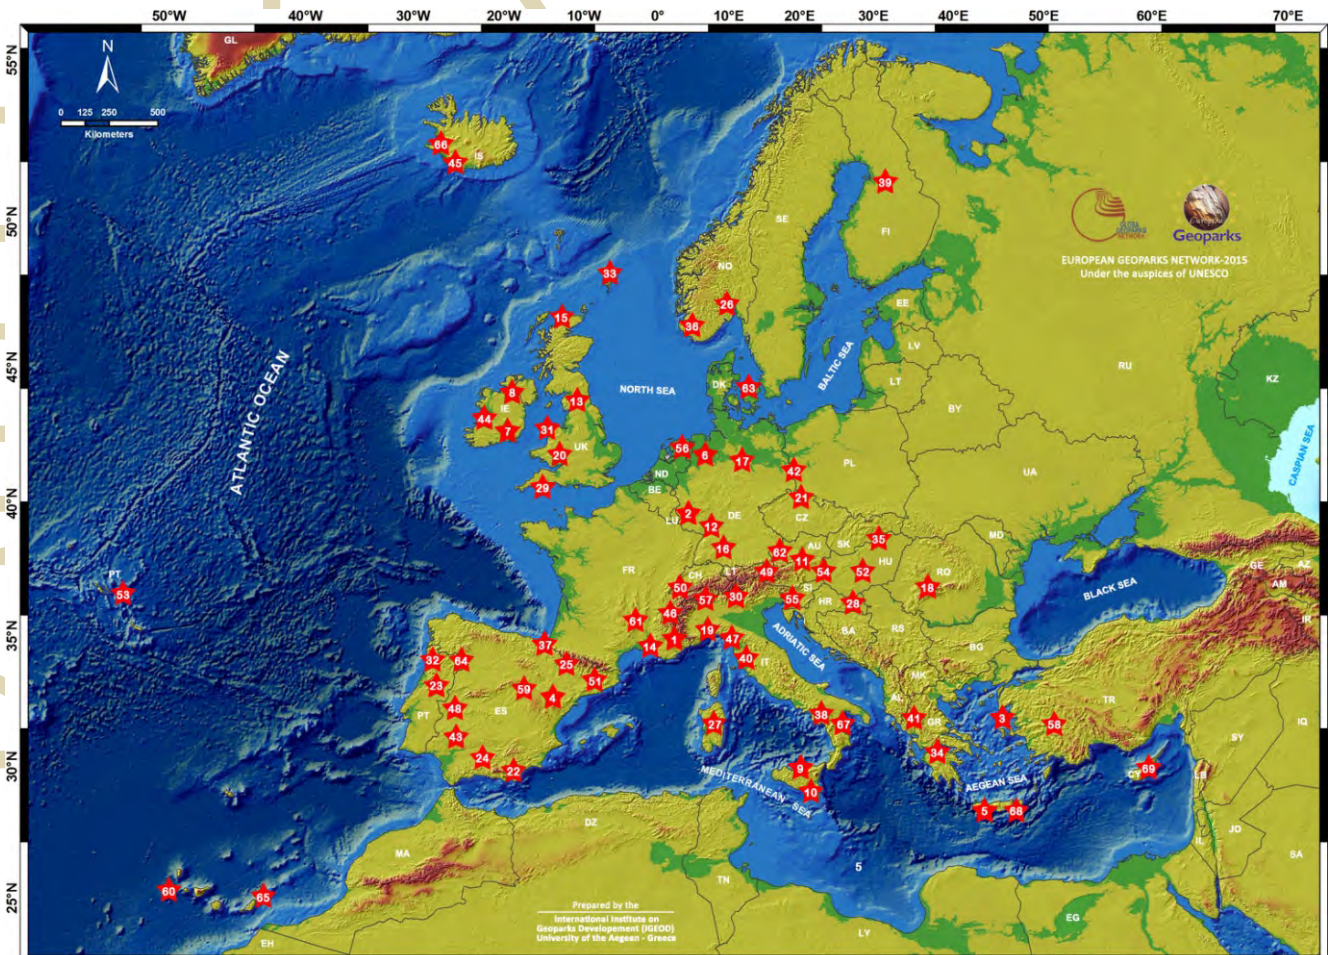 50°W 40°W 30°W 20°W 10°W 0° 10°E 20°E 30°E 40°E 50°E 60°E 70°E
55°N
50°N
45°N
40°N
35°N
30°N
25°N
N
0 125 250 500
Kilometers
GL
66
45
IS
39
SE
FI
NO
33
26
15
36
GLOBAL
GEOPARKS
NETWORK
Geoparks
EUROPEAN GEOPARKS NETWORK-2015
Under the auspices of UNESCO
EE
LV
LT
RU
KZ
BY
BALTIC SEA
NORTH SEA
DK
63
8
IE
13
44
7
31
UK
20
29
ATLANTIC OCEAN
CASPIAN SEA
56
6
17
42
PL
UA
ND
BE
21
CZ
2
LU
DE
12
16
62
AU
11
SK
35
MD
HU
FR
CH
LT
49
54
52
RO
18
50
57
30
SI
55
HR
28
BLACK SEA
GE
AZ
AM
IR
PT
53
61
46
BA
RS
BG
14
1
19
47
40
IT
ADRIATIC SEA
MK
AL
37
32
64
25
51
23
59
4
48
PT
ES
43
24
22
27
38
67
41
GR
3
58
TR
34
9
10
MEDITERRANEAN SEA
AEGEAN SEA
5
68
CY
69
SY
IQ
LB
IL
JD
SA
MA
DZ
TN
5
60
65
EH
LY
EG
Prepared by the
International Institute on
Geoparks Developement (IGEOD)
University of the Aegean - Greece